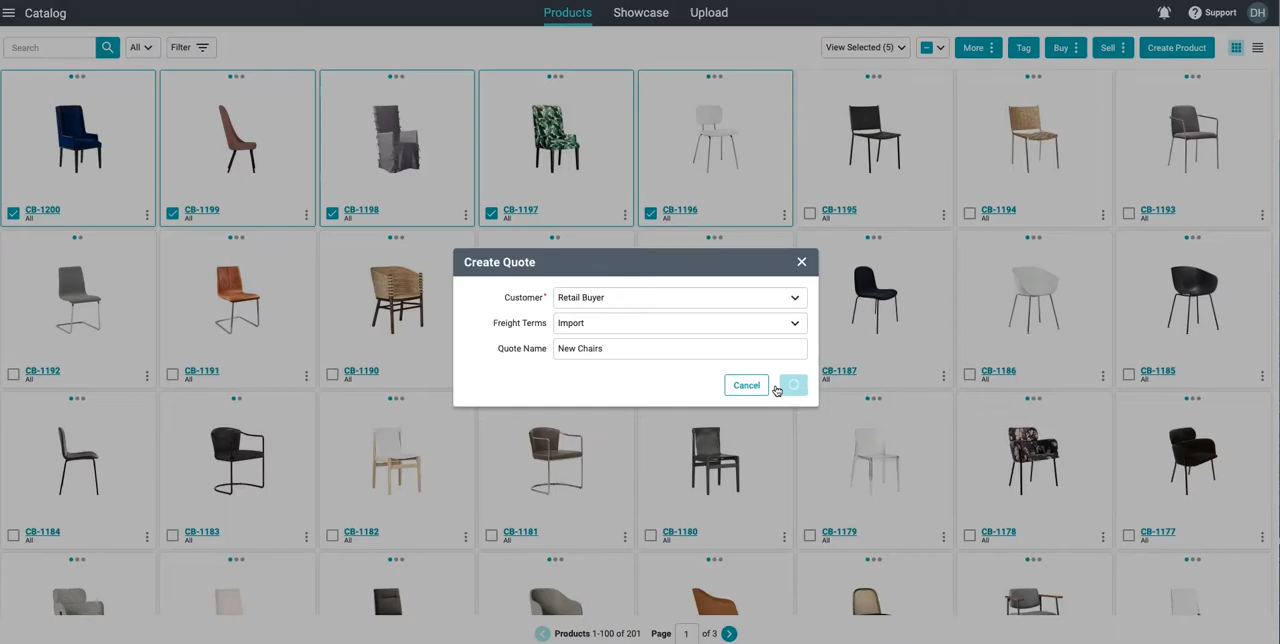 Catalog
Products Showcase Upload
Support DH
Search All Filter
View Selected (5) More Tag Buy Sell Create Product
CB-1200 CB-1199 CB-1198 CB-1197 CB-1196 CB-1195 CB-1194 CB-1193
All All All All All All All All
Create Quote
Customer* Retail Buyer
Freight Terms Import
Quote Name New Chairs
Cancel
CB-1192 CB-1191 CB-1190 CB-1187 CB-1186 CB-1185
All All All All All All
CB-1184 CB-1183 CB-1182 CB-1181 CB-1180 CB-1179 CB-1178 CB-1177
All All All All All All All All
Products 1-100 of 201 Page 1 of 3